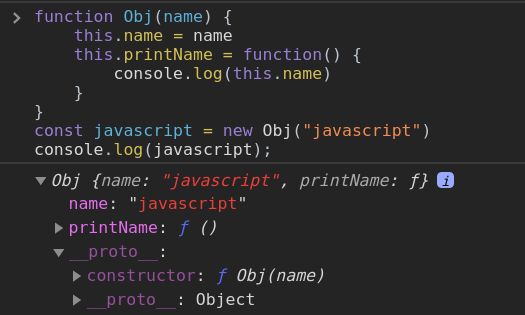 function Obj(name) {
    this.name = name
    this.printName = function() {
        console.log(this.name)
    }
}
const javascript = new Obj("javascript")
console.log(javascript);
Obj {name: "javascript", printName: ƒ} i
name: "javascript"
printName: ƒ ()
__proto__:
constructor: ƒ Obj(name)
__proto__: Object